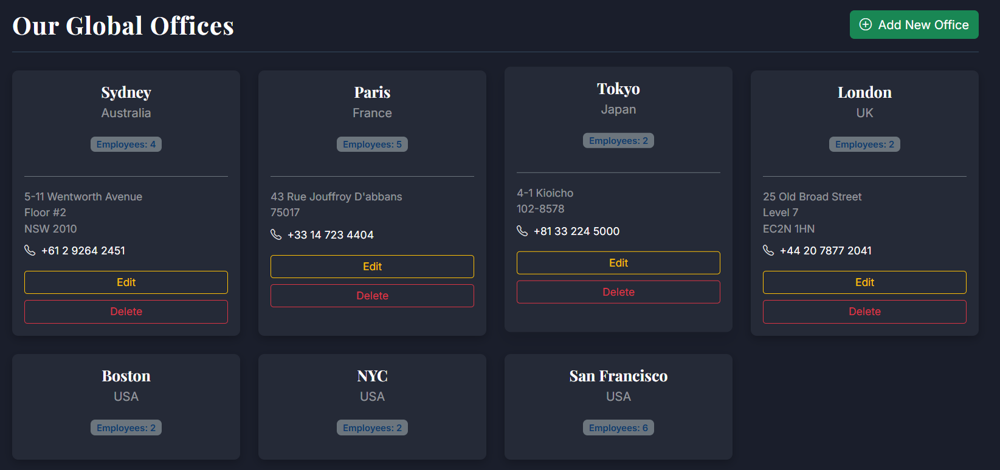 Our Global Offices
Add New Office
Sydney
Australia
Employees: 4
5-11 Wentworth Avenue
Floor #2
NSW 2010
+61 2 9264 2451
Edit
Delete
Paris
France
Employees: 5
43 Rue Jouffroy D'abbans
75017
+33 14 723 4404
Edit
Delete
Tokyo
Japan
Employees: 2
4-1 Kioicho
102-8578
+81 33 224 5000
Edit
Delete
London
UK
Employees: 2
25 Old Broad Street
Level 7
EC2N 1HN
+44 20 7877 2041
Edit
Delete
Boston
USA
Employees: 2
NYC
USA
Employees: 2
San Francisco
USA
Employees: 6